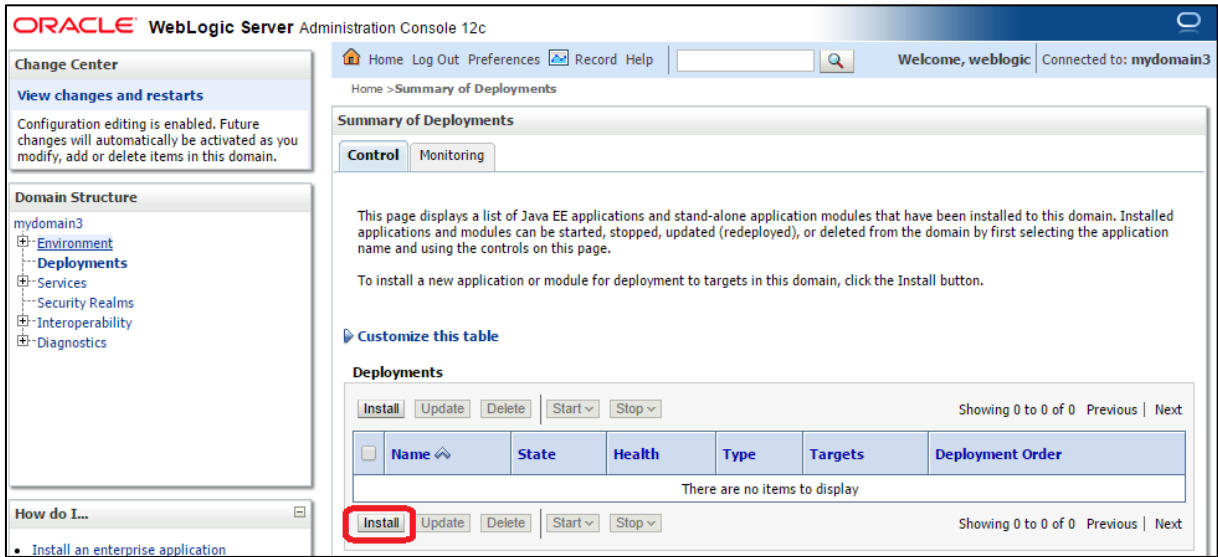 ORACLE WebLogic Server Administration Console 12c
Change Center
View changes and restarts
Configuration editing is enabled. Future
changes will automatically be activated as you
modify, add or delete items in this domain.
Domain Structure
mydomain3
Environment
Deployments
Services
Security Realms
Interoperability
Diagnostics
How do I...
Install an enterprise application
Home Log Out Preferences Record Help
Welcome, weblogic Connected to: mydomain3
Home >Summary of Deployments
Summary of Deployments
Control Monitoring
This page displays a list of Java EE applications and stand-alone application modules that have been installed to this domain. Installed
applications and modules can be started, stopped, updated (redeployed), or deleted from the domain by first selecting the application
name and using the controls on this page.
To install a new application or module for deployment to targets in this domain, click the Install button.
Customize this table
Deployments
Install Update Delete Start Stop Showing 0 to 0 of 0 Previous | Next
Name State Health Type Targets Deployment Order
There are no items to display
Install Update Delete Start Stop Showing 0 to 0 of 0 Previous | Next